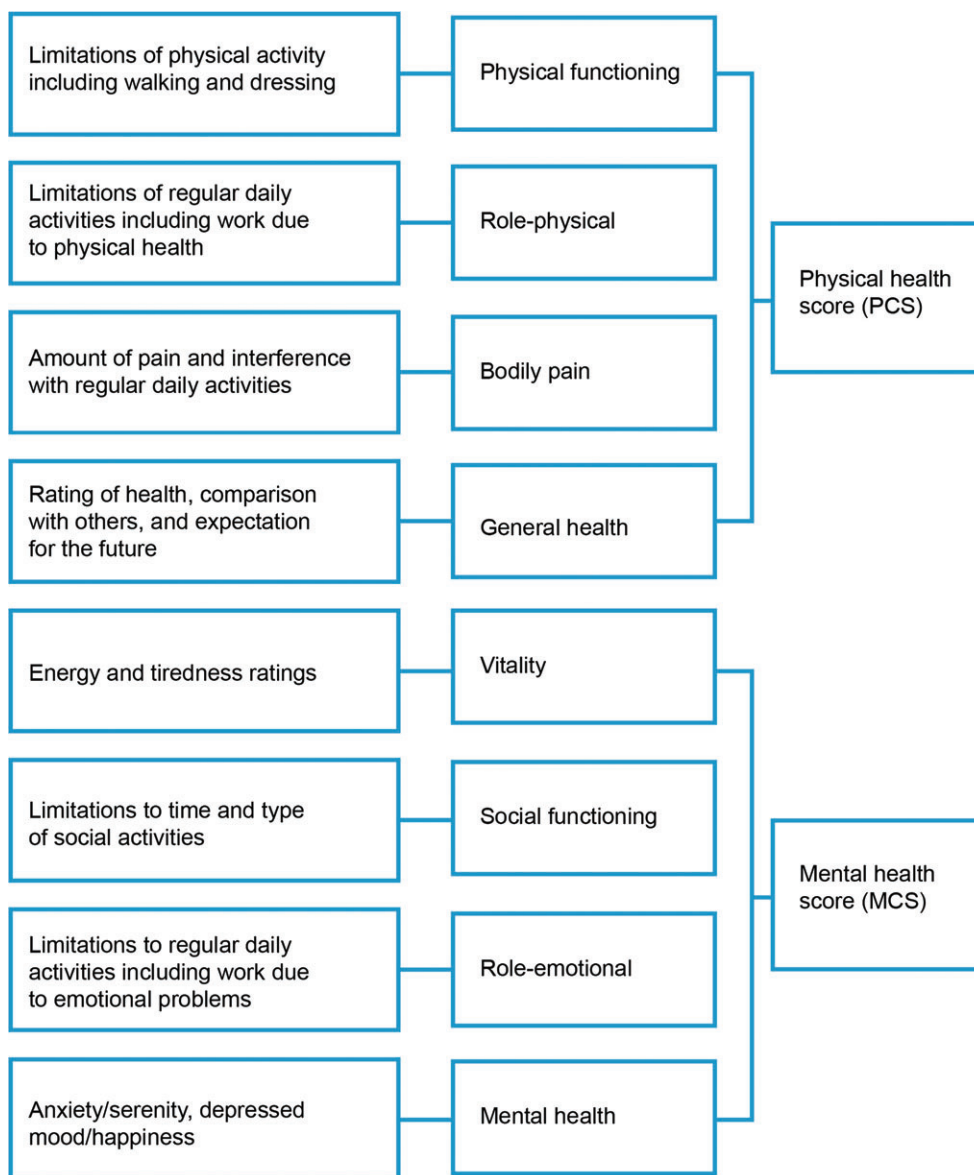 Limitations of physical activity
including walking and dressing
Physical functioning
Limitations of regular daily
activities including work due
to physical health
Role-physical
Physical health
score (PCS)
Amount of pain and interference
with regular daily activities
Bodily pain
Rating of health, comparison
with others, and expectation
for the future
General health
Energy and tiredness ratings
Vitality
Limitations to time and type
of social activities
Social functioning
Mental health
score (MCS)
Limitations to regular daily
activities including work due
to emotional problems
Role-emotional
Anxiety/serenity, depressed
mood/happiness
Mental health